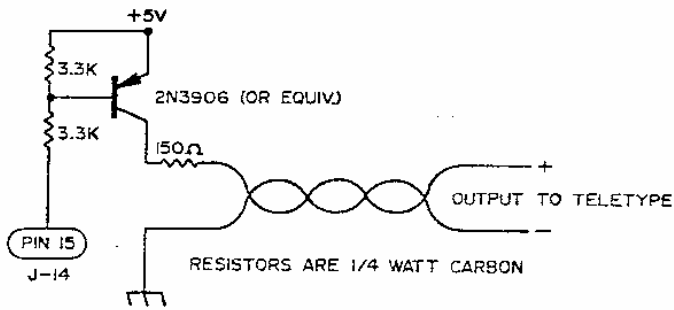 +5V
3.3K
2N3906 (OR EQUIV.)
3.3K
150Ω
+
OUTPUT TO TELETYPE
−
PIN 15
J-14
RESISTORS ARE 1/4 WATT CARBON